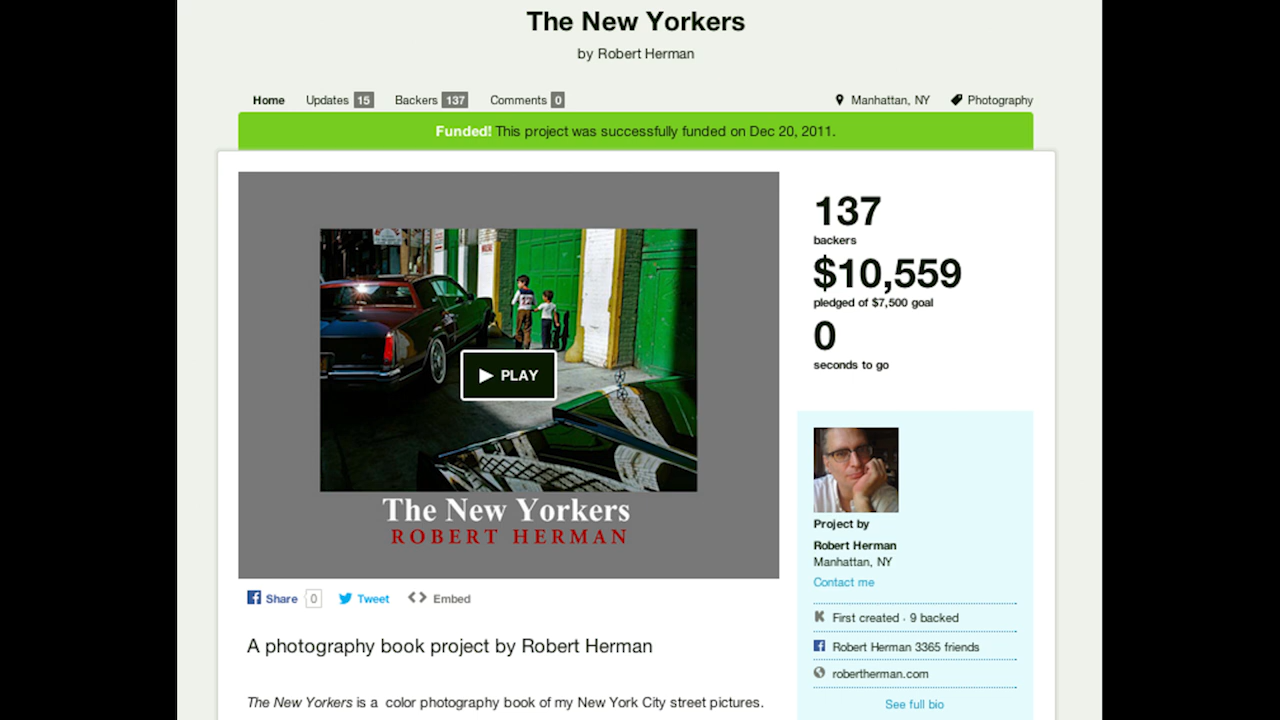 The New Yorkers
by Robert Herman
Home Updates 15 Backers 137 Comments 0 Manhattan, NY Photography
Funded! This project was successfully funded on Dec 20, 2011.
137
backers
$10,559
pledged of $7,500 goal
0
seconds to go
PLAY
The New Yorkers
ROBERT HERMAN
Project by
Robert Herman
Manhattan, NY
Contact me
First created · 9 backed
Robert Herman 3365 friends
robertherman.com
See full bio
Share 0 Tweet Embed
A photography book project by Robert Herman
The New Yorkers is a color photography book of my New York City street pictures.